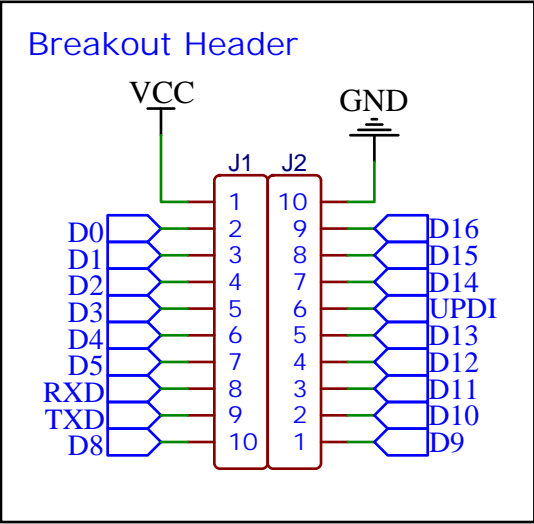 Breakout Header
VCC
GND
J1 J2
1 10
D0 2 9 D16
D1 3 8 D15
D2 4 7 D14
D3 5 6 UPDI
D4 6 5 D13
D5 7 4 D12
RXD 8 3 D11
TXD 9 2 D10
D8 10 1 D9